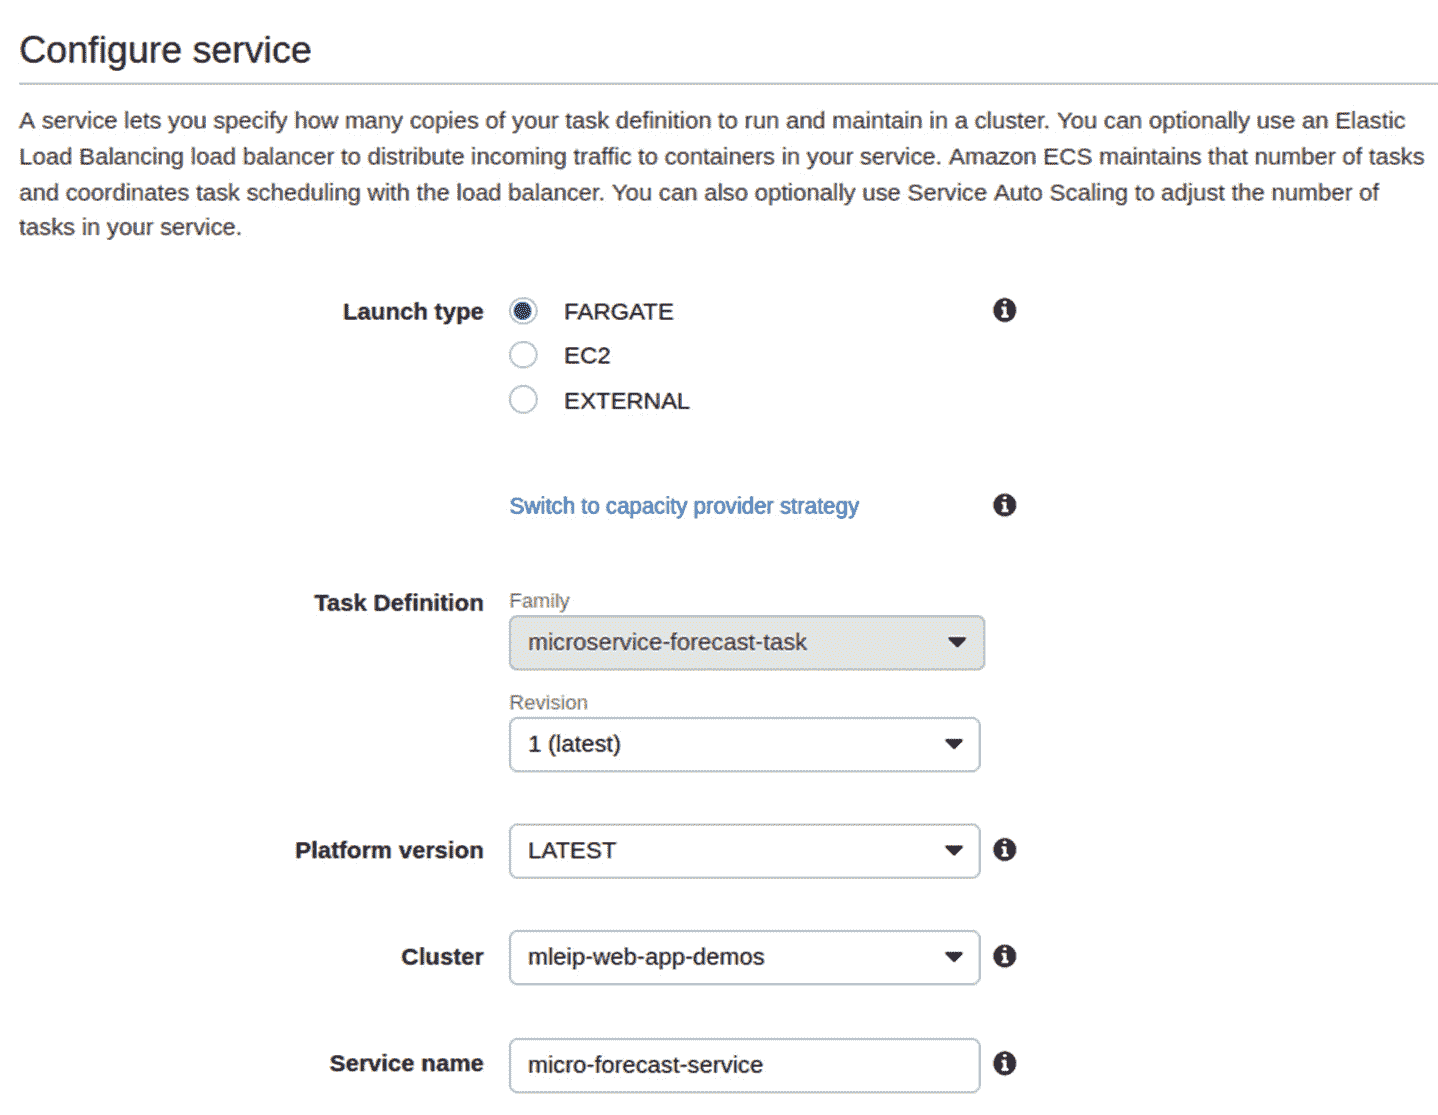 Configure service
A service lets you specify how many copies of your task definition to run and maintain in a cluster. You can optionally use an Elastic
Load Balancing load balancer to distribute incoming traffic to containers in your service. Amazon ECS maintains that number of tasks
and coordinates task scheduling with the load balancer. You can also optionally use Service Auto Scaling to adjust the number of
tasks in your service.
Launch type FARGATE
EC2
EXTERNAL
Switch to capacity provider strategy
Task Definition Family
microservice-forecast-task
Revision
1 (latest)
Platform version LATEST
Cluster mleip-web-app-demos
Service name micro-forecast-service